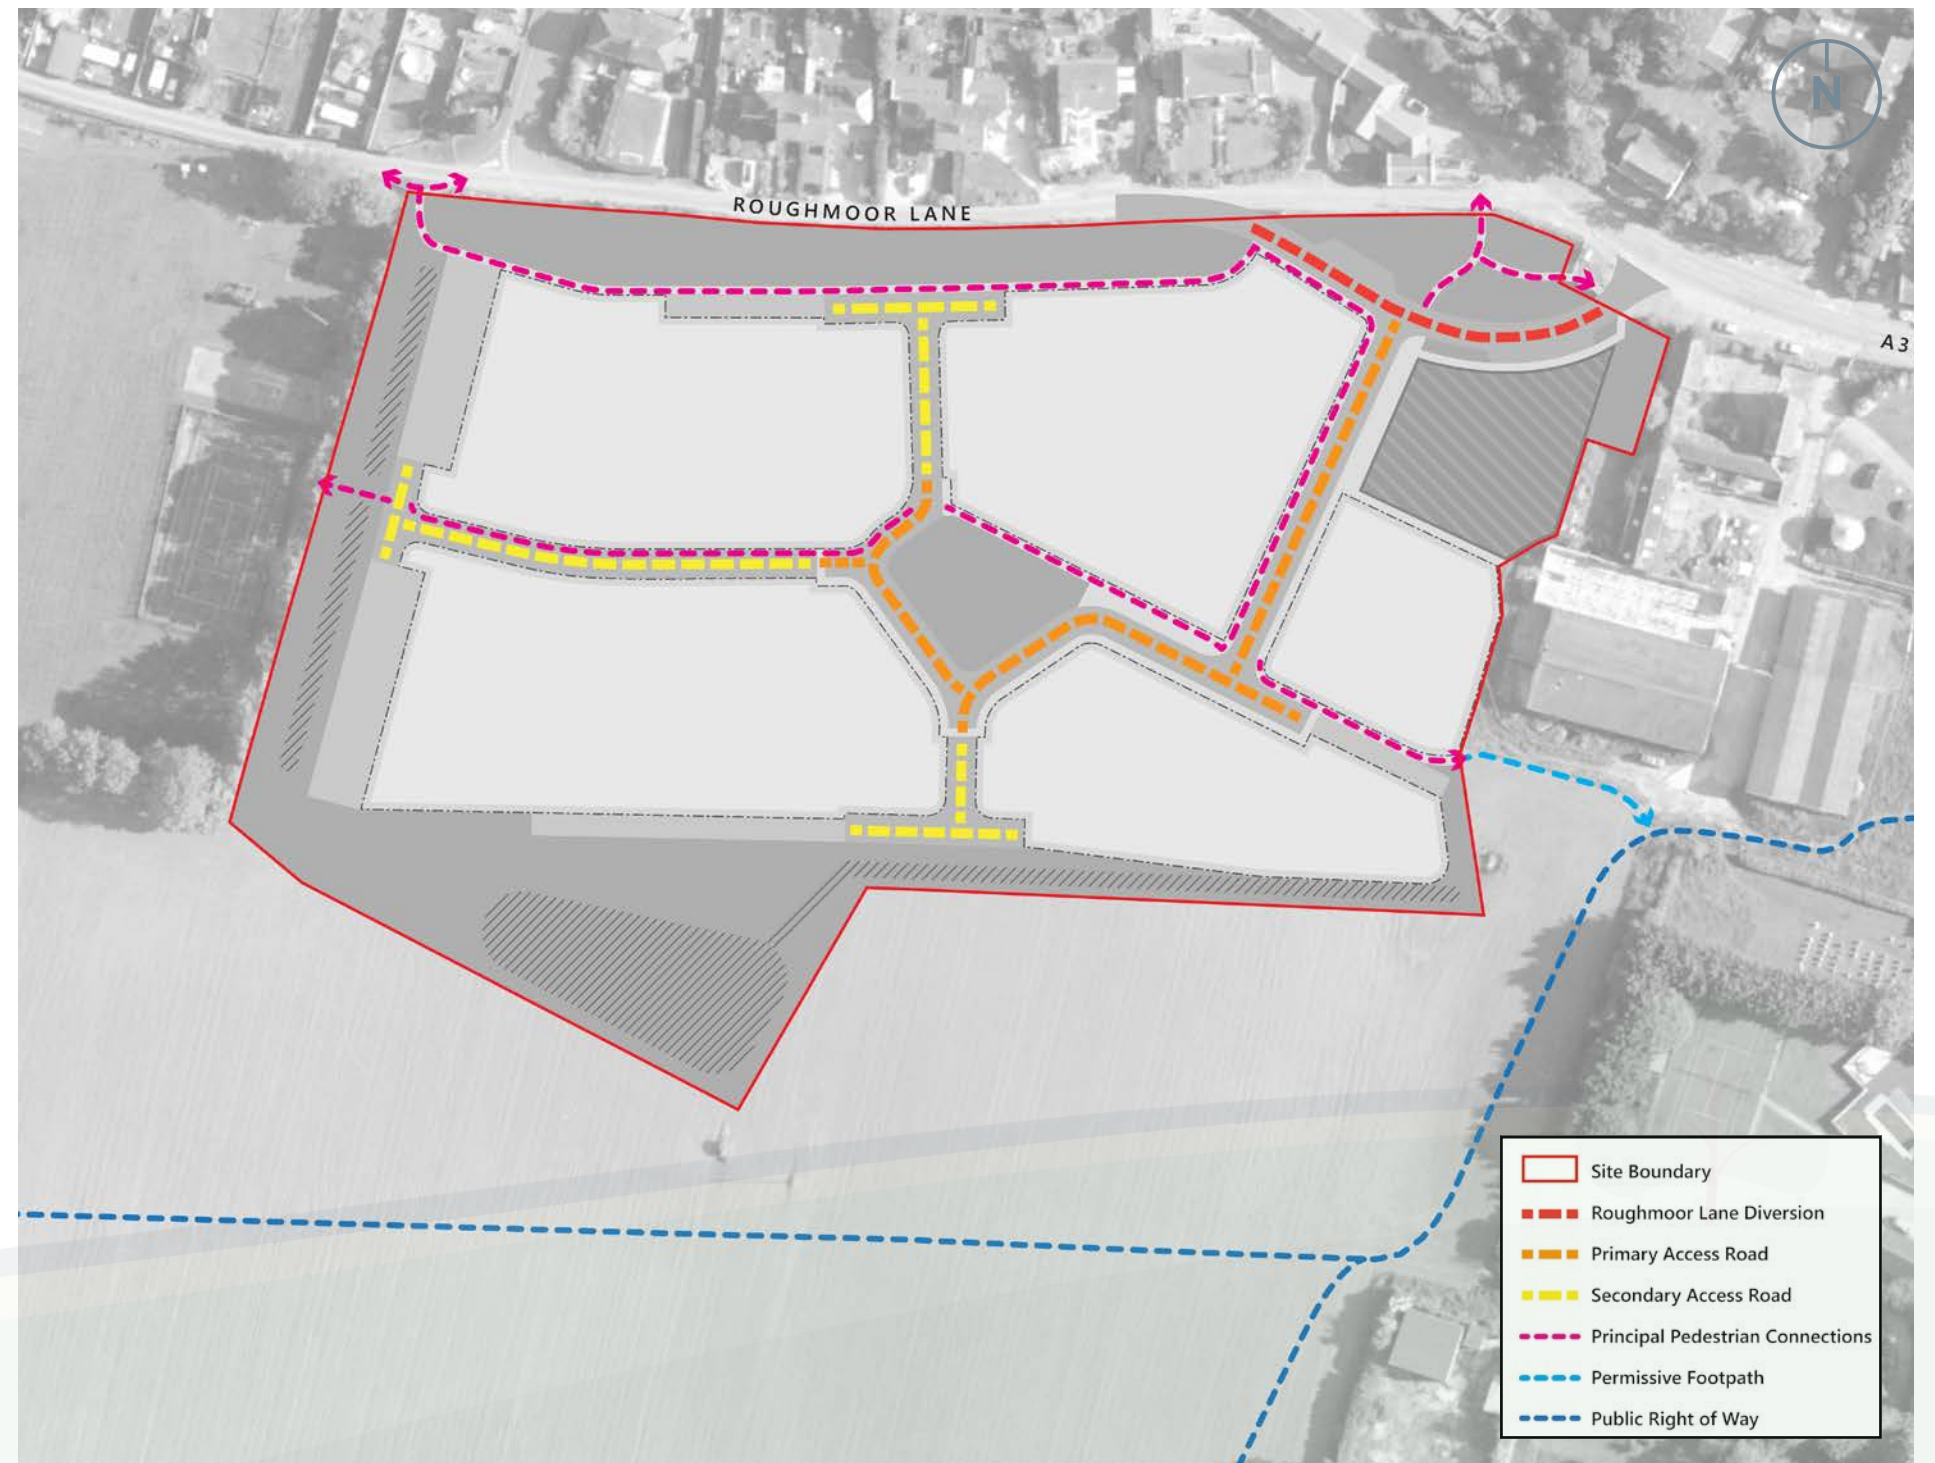 N
ROUGHMOOR LANE
A3
Site Boundary
Roughmoor Lane Diversion
Primary Access Road
Secondary Access Road
Principal Pedestrian Connections
Permissive Footpath
Public Right of Way